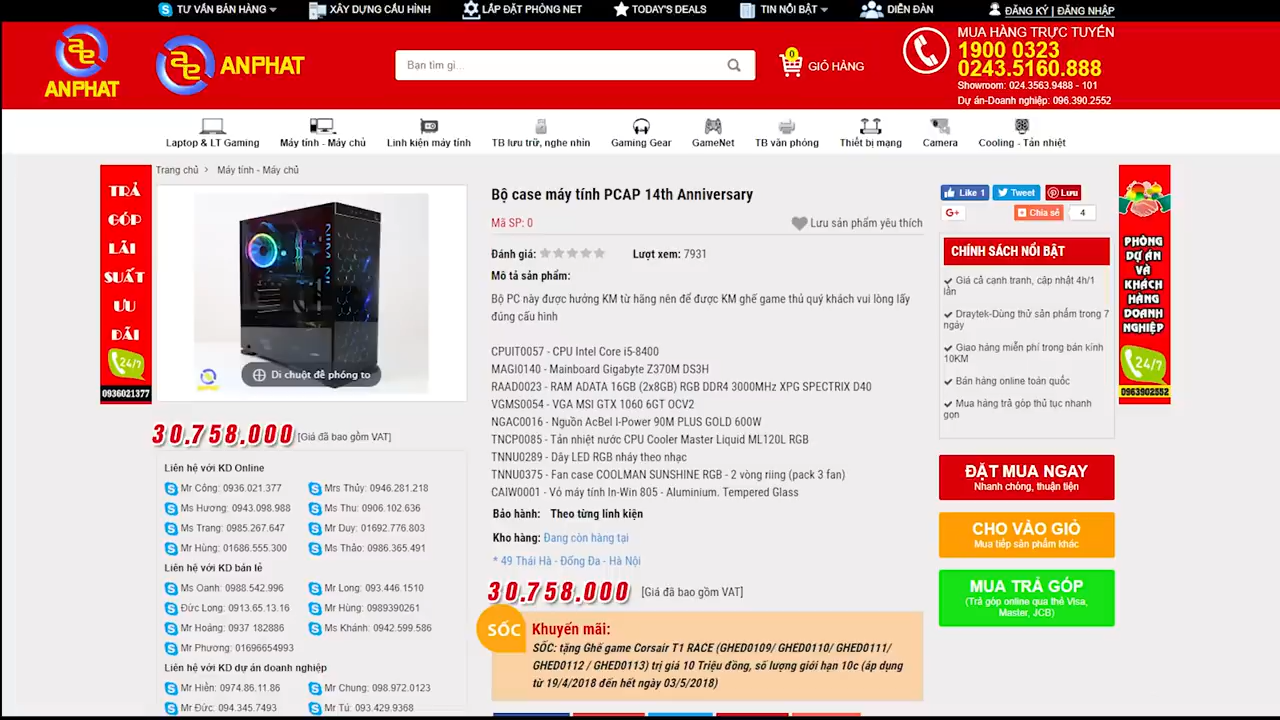 TƯ VẤN BÁN HÀNG
XÂY DỰNG CẤU HÌNH
LẮP ĐẶT PHÒNG NET
TODAY'S DEALS
TIN NỔI BẬT
DIỄN ĐÀN
ĐĂNG KÝ | ĐĂNG NHẬP
ANPHAT
ANPHAT
Bạn tìm gì...
0
GIỎ HÀNG
MUA HÀNG TRỰC TUYẾN
1900 0323
0243.5160.888
Showroom: 024.3563.9488 - 101
Dự án-Doanh nghiệp: 096.390.2552
Laptop & LT Gaming
Máy tính - Máy chủ
Linh kiện máy tính
TB lưu trữ, nghe nhìn
Gaming Gear
GameNet
TB văn phòng
Thiết bị mạng
Camera
Cooling - Tản nhiệt
TRẢ
GÓP
LÃI
SUẤT
ƯU
ĐÃI
24/7
0936021377
Trang chủ > Máy tính - Máy chủ
Di chuột để phóng to
30.758.000 [Giá đã bao gồm VAT]
Liên hệ với KD Online
Mr Công: 0936.021.377
Mrs Thủy: 0946.281.218
Ms Hương: 0943.098.988
Ms Thu: 0906.102.636
Ms Trang: 0985.267.647
Mr Duy: 01692.776.803
Mr Hùng: 01686.555.300
Ms Thảo: 0986.365.491
Liên hệ với KD bán lẻ
Ms Oanh: 0988.542.996
Mr Long: 093.446.1510
Đức Long: 0913.65.13.16
Mr Hùng: 0989390261
Mr Hoàng: 0937 182886
Ms Khánh: 0942.599.586
Mr Phương: 01696654993
Liên hệ với KD dự án doanh nghiệp
Mr Hiền: 0974.86.11.86
Mr Chung: 098.972.0123
Mr Đức: 094.345.7493
Mr Tú: 093.429.9368
Bộ case máy tính PCAP 14th Anniversary
Mã SP: 0
Lưu sản phẩm yêu thích
Đánh giá:
Lượt xem: 7931
Mô tả sản phẩm:
Bộ PC này được hưởng KM từ hãng nên để được KM ghế game thủ quý khách vui lòng lấy
đúng cấu hình
CPUIT0057 - CPU Intel Core i5-8400
MAGI0140 - Mainboard Gigabyte Z370M DS3H
RAAD0023 - RAM ADATA 16GB (2x8GB) RGB DDR4 3000MHz XPG SPECTRIX D40
VGMS0054 - VGA MSI GTX 1060 6GT OCV2
NGAC0016 - Nguồn AcBel I-Power 90M PLUS GOLD 600W
TNCP0085 - Tản nhiệt nước CPU Cooler Master Liquid ML120L RGB
TNNU0289 - Dây LED RGB nháy theo nhạc
TNNU0375 - Fan case COOLMAN SUNSHINE RGB - 2 vòng riing (pack 3 fan)
CAIW0001 - Vỏ máy tính In-Win 805 - Aluminium. Tempered Glass
Bảo hành: Theo từng linh kiện
Kho hàng: Đang còn hàng tại
* 49 Thái Hà - Đống Đa - Hà Nội
30.758.000 [Giá đã bao gồm VAT]
SỐC
Khuyến mãi:
SỐC: tặng Ghế game Corsair T1 RACE (GHED0109/ GHED0110/ GHED0111/
GHED0112 / GHED0113) trị giá 10 Triệu đồng, số lượng giới hạn 10c (áp dụng
từ 19/4/2018 đến hết ngày 03/5/2018)
Like 1
Tweet
Lưu
G+
Chia sẻ
4
CHÍNH SÁCH NỔI BẬT
Giá cả cạnh tranh, cập nhật 4h/1
lần
Draytek-Dùng thử sản phẩm trong 7
ngày
Giao hàng miễn phí trong bán kính
10KM
Bán hàng online toàn quốc
Mua hàng trả góp thủ tục nhanh
gọn
ĐẶT MUA NGAY
Nhanh chóng, thuận tiện
CHO VÀO GIỎ
Mua tiếp sản phẩm khác
MUA TRẢ GÓP
(Trả góp online qua thẻ Visa,
Master, JCB)
PHÒNG
DỰ ÁN
VÀ
KHÁCH
HÀNG
DOANH
NGHIỆP
24/7
0963902552